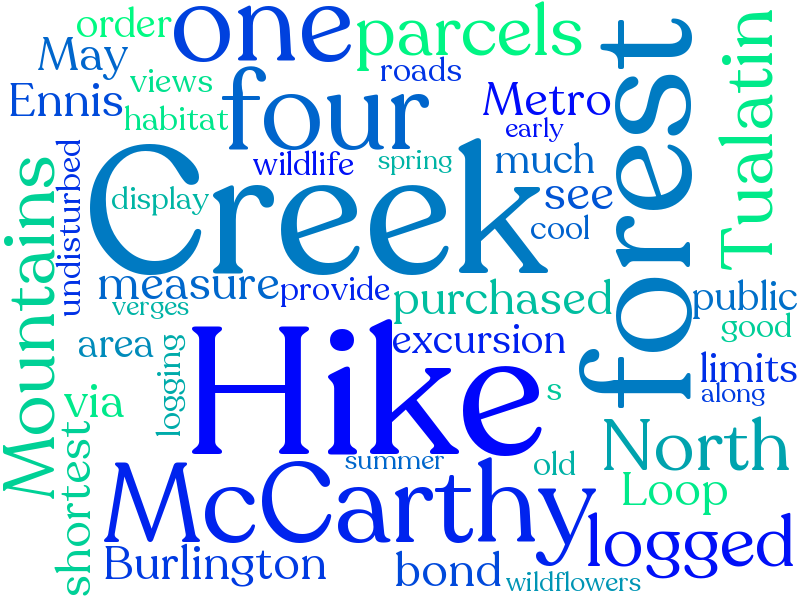 order
one
parcels
May
roads
views
four
forest
Tualatin
Ennis
Metro
habitat
early
undisturbed
wildlife
spring
much
Creek
display
see
cool
Mountains
measure
provide
purchased
public
verges
good
area
logging
Hike
excursion
limits
via
s
along
shortest
summer
old
North
McCarthy
Loop
logged
Burlington
bond
wildflowers